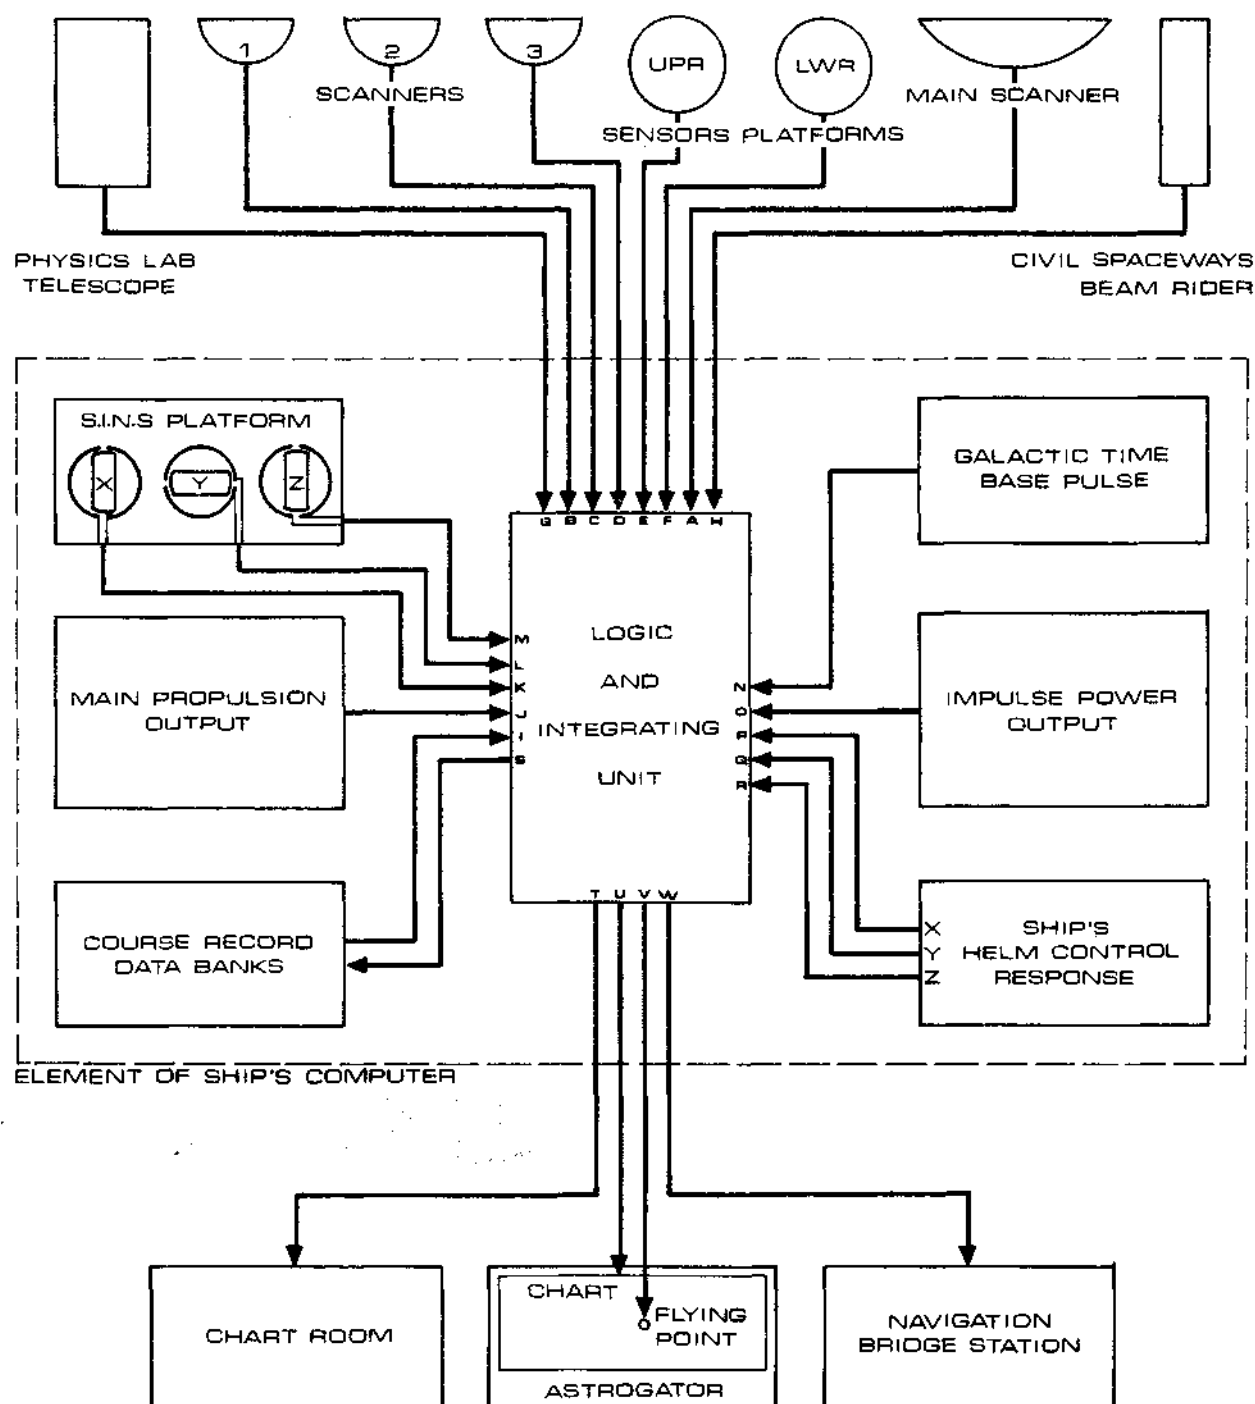 1
2
3
UPR
LWR
SCANNERS
MAIN SCANNER
SENSORS PLATFORMS
PHYSICS LAB
TELESCOPE
CIVIL SPACEWAYS
BEAM RIDER
S.I.N.S PLATFORM
X
Y
Z
GALACTIC TIME
BASE PULSE
G B C D E F A H
M
L
K
J
I
S
LOGIC
AND
INTEGRATING
UNIT
N
O
P
Q
R
MAIN PROPULSION
OUTPUT
IMPULSE POWER
OUTPUT
T U V W
COURSE RECORD
DATA BANKS
X
Y
Z
SHIP'S
HELM CONTROL
RESPONSE
ELEMENT OF SHIP'S COMPUTER
CHART ROOM
CHART
FLYING
POINT
ASTROGATOR
NAVIGATION
BRIDGE STATION